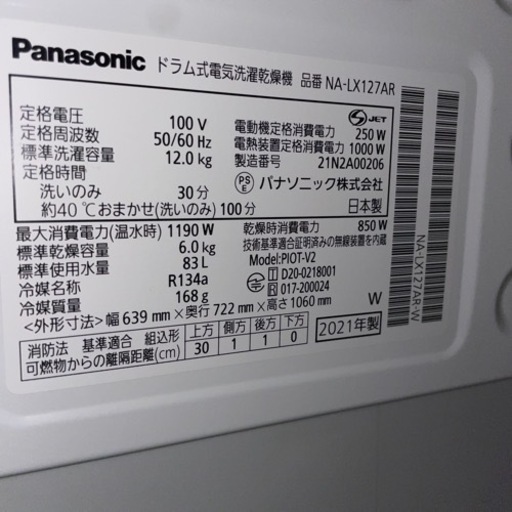 Panasonic ドラム式電気洗濯乾燥機 品番 NA-LX127AR
定格電圧 100 V
定格周波数 50/60 Hz
標準洗濯容量 12.0 kg
定格時間
洗いのみ 30 分
約40 ℃おまかせ(洗いのみ) 100 分
S JET
電動機定格消費電力 250 W
電熱装置定格消費電力 1000 W
製造番号 21N2A00206
PS E パナソニック株式会社
日本製
最大消費電力(温水時) 1190 W
標準乾燥容量 6.0 kg
標準使用水量 83 L
冷媒名称 R134a
冷媒質量 168 g
<外形寸法> 幅 639 mm×奥行 722 mm×高さ 1060 mm
乾燥時消費電力 850 W
技術基準適合証明済みの無線装置を内蔵
Model:PIOT-V2
T D20-0218001
R 017-200024
W
消防法 基準適合 組込形
可燃物からの離隔距離(cm)
上方 側方 後方 下方
30 1 1 0
2021年製
NA-LX127AR-W